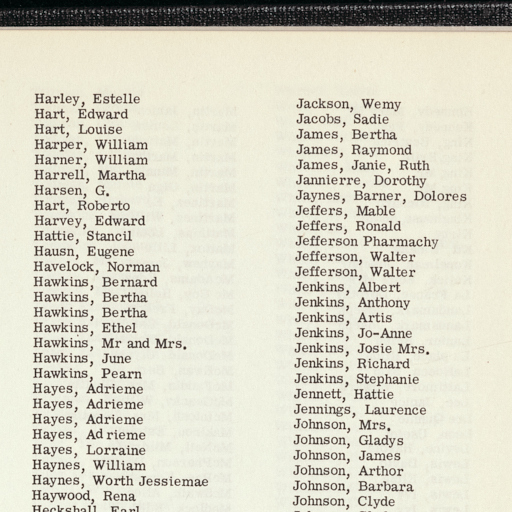 Harley, Estelle
Hart, Edward
Hart, Louise
Harper, William
Harner, William
Harrell, Martha
Harsen, G.
Hart, Roberto
Harvey, Edward
Hattie, Stancil
Hausn, Eugene
Havelock, Norman
Hawkins, Bernard
Hawkins, Bertha
Hawkins, Bertha
Hawkins, Ethel
Hawkins, Mr and Mrs.
Hawkins, June
Hawkins, Pearn
Hayes, Adrieme
Hayes, Adrieme
Hayes, Adrieme
Hayes, Adrieme
Hayes, Lorraine
Haynes, William
Haynes, Worth Jessiemae
Haywood, Rena
Heckshall, Earl
Jackson, Wemy
Jacobs, Sadie
James, Bertha
James, Raymond
James, Janie, Ruth
Jannierre, Dorothy
Jaynes, Barner, Dolores
Jeffers, Mable
Jeffers, Ronald
Jefferson Pharmachy
Jefferson, Walter
Jefferson, Walter
Jenkins, Albert
Jenkins, Anthony
Jenkins, Artis
Jenkins, Jo-Anne
Jenkins, Josie Mrs.
Jenkins, Richard
Jenkins, Stephanie
Jennett, Hattie
Jennings, Laurence
Johnson, Mrs.
Johnson, Gladys
Johnson, James
Johnson, Arthor
Johnson, Barbara
Johnson, Clyde